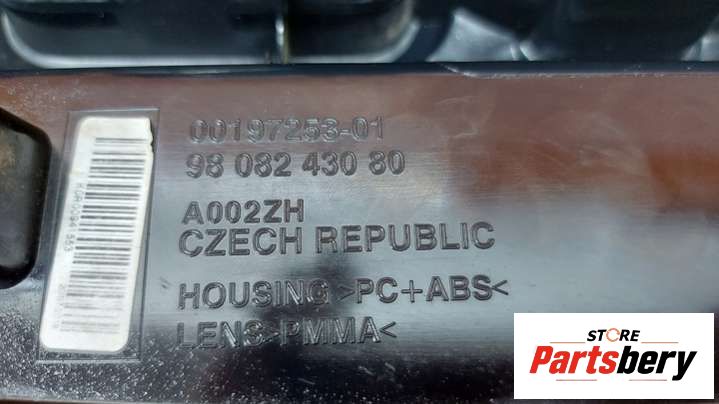 00197253-01
98 082 430 80
A002ZH
CZECH REPUBLIC
HOUSING >PC+ABS<
LENS>PMMA<
STORE
Partsbery